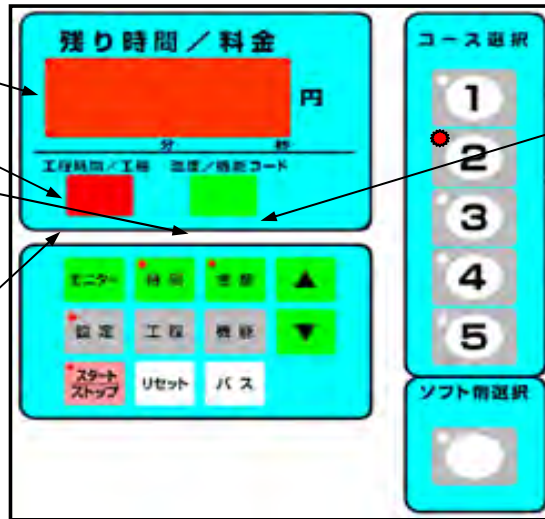 残り時間/料金
円
分 秒
工程時間/工程 温度/機能コード
モニター 時間 ▲
設定 工程 機能 ▼
スタート
ストップ リセット パス
コース選択
1
2
3
4
5
ソフト剤選択